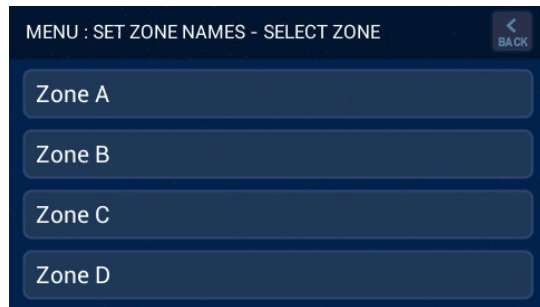 MENU : SET ZONE NAMES - SELECT ZONE
BACK
Zone A
Zone B
Zone C
Zone D